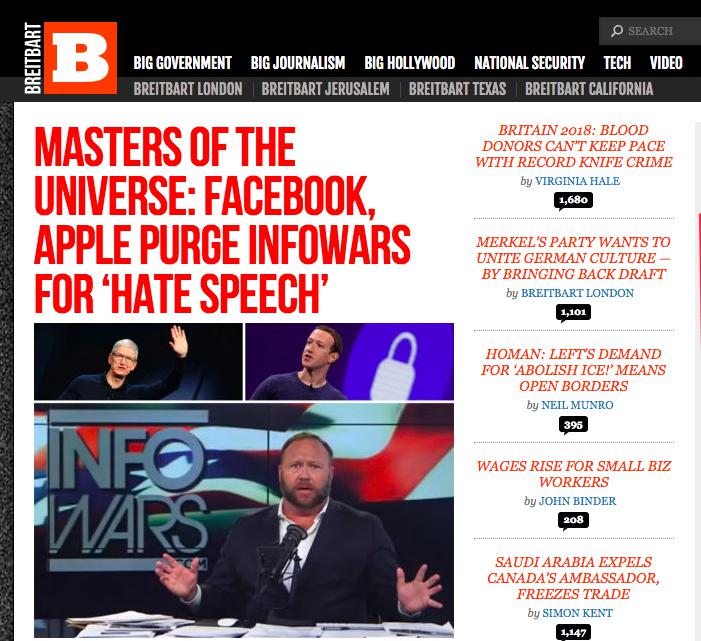 BREITBART
B
SEARCH
BIG GOVERNMENT BIG JOURNALISM BIG HOLLYWOOD NATIONAL SECURITY TECH VIDEO
BREITBART LONDON BREITBART JERUSALEM BREITBART TEXAS BREITBART CALIFORNIA
MASTERS OF THE
UNIVERSE: FACEBOOK,
APPLE PURGE INFOWARS
FOR ‘HATE SPEECH’
INFO
WARS
.COM
BRITAIN 2018: BLOOD
DONORS CAN’T KEEP PACE
WITH RECORD KNIFE CRIME
by VIRGINIA HALE
1,680
MERKEL’S PARTY WANTS TO
UNITE GERMAN CULTURE —
BY BRINGING BACK DRAFT
by BREITBART LONDON
1,101
HOMAN: LEFT’S DEMAND
FOR ‘ABOLISH ICE!’ MEANS
OPEN BORDERS
by NEIL MUNRO
395
WAGES RISE FOR SMALL BIZ
WORKERS
by JOHN BINDER
208
SAUDI ARABIA EXPELS
CANADA’S AMBASSADOR,
FREEZES TRADE
by SIMON KENT
1,147